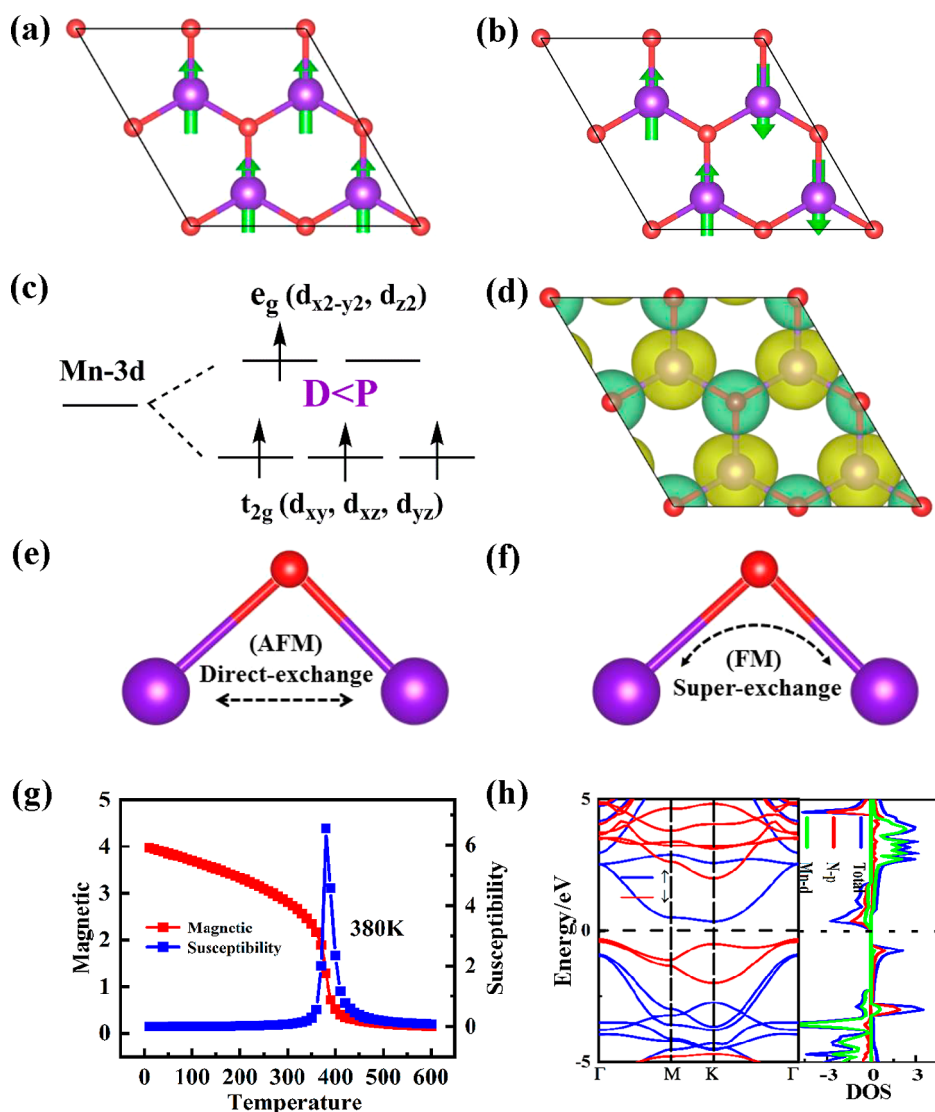 (a)
(b)
(c)
e_g (d_x2-y2, d_z2)
Mn-3d
D<P
t_2g (d_xy, d_xz, d_yz)
(d)
(e)
(AFM)
Direct-exchange
(f)
(FM)
Super-exchange
(g)
5
4
3
2
1
0
Magnetic
Magnetic
Susceptibility
380K
6
4
2
0
Susceptibility
0 100 200 300 400 500 600
Temperature
(h)
5
0
-5
Energy/eV
Γ M K Γ
Mn-d
N-p
Total
-3 0 3
DOS